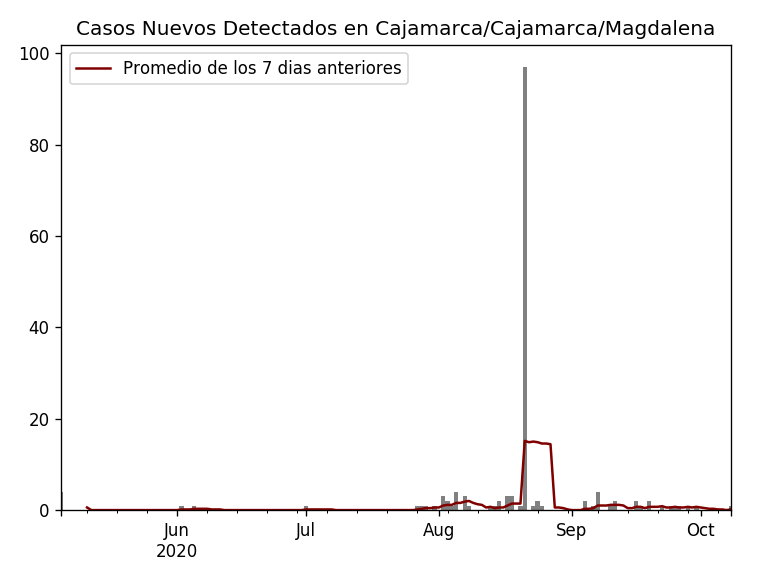 Casos Nuevos Detectados en Cajamarca/Cajamarca/Magdalena
Promedio de los 7 dias anteriores
100
80
60
40
20
0
Jun Jul Aug Sep Oct
2020